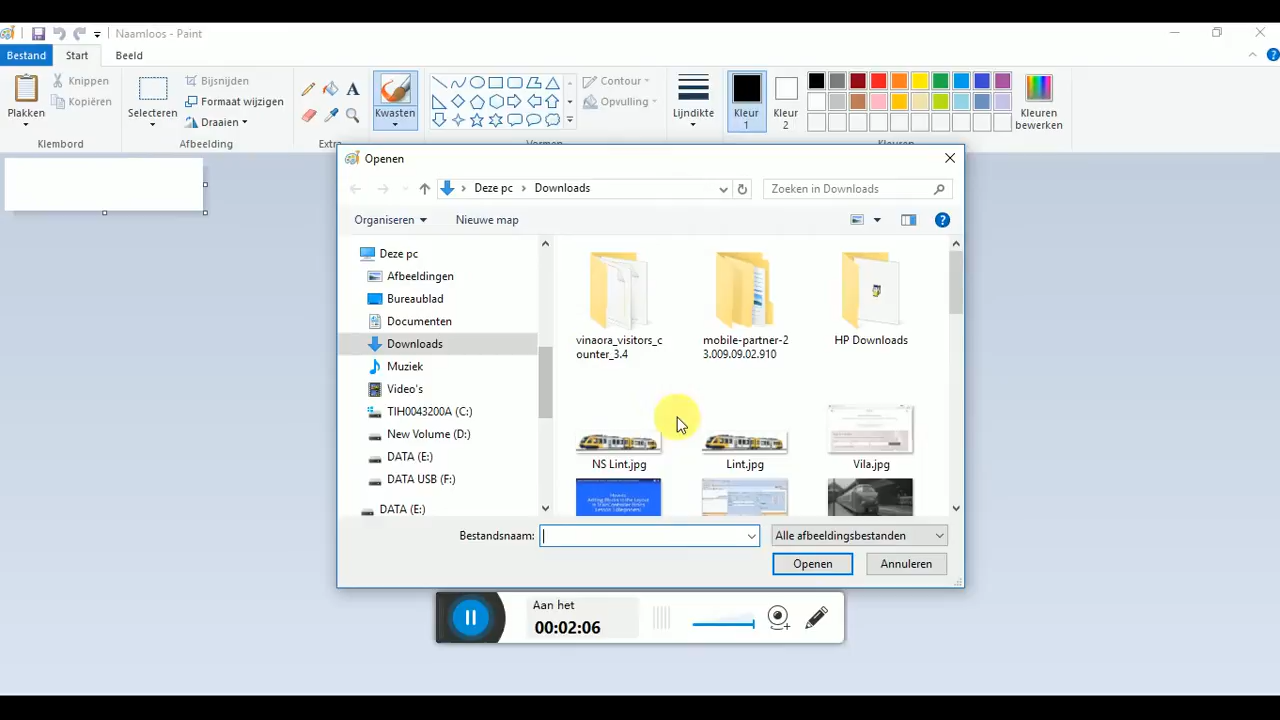 Naamloos - Paint
Bestand Start Beeld
Plakken
Knippen
Kopiëren
Klembord
Selecteren
Bijsnijden
Formaat wijzigen
Draaien
Afbeelding
Extra
Kwasten
Contour
Opvulling
Vormen
Lijndikte
Kleur
1
Kleur
2
Kleuren
bewerken
Kleuren
Openen
Deze pc
Downloads
Zoeken in Downloads
Organiseren
Nieuwe map
Deze pc
Afbeeldingen
Bureaublad
Documenten
Downloads
Muziek
Video's
TIH0043200A (C:)
New Volume (D:)
DATA (E:)
DATA USB (F:)
DATA (E:)
vinaora_visitors_c
ounter_3.4
mobile-partner-2
3.009.09.02.910
HP Downloads
NS Lint.jpg
Lint.jpg
Vila.jpg
Bestandsnaam:
Alle afbeeldingsbestanden
Openen
Annuleren
Aan het
00:02:06